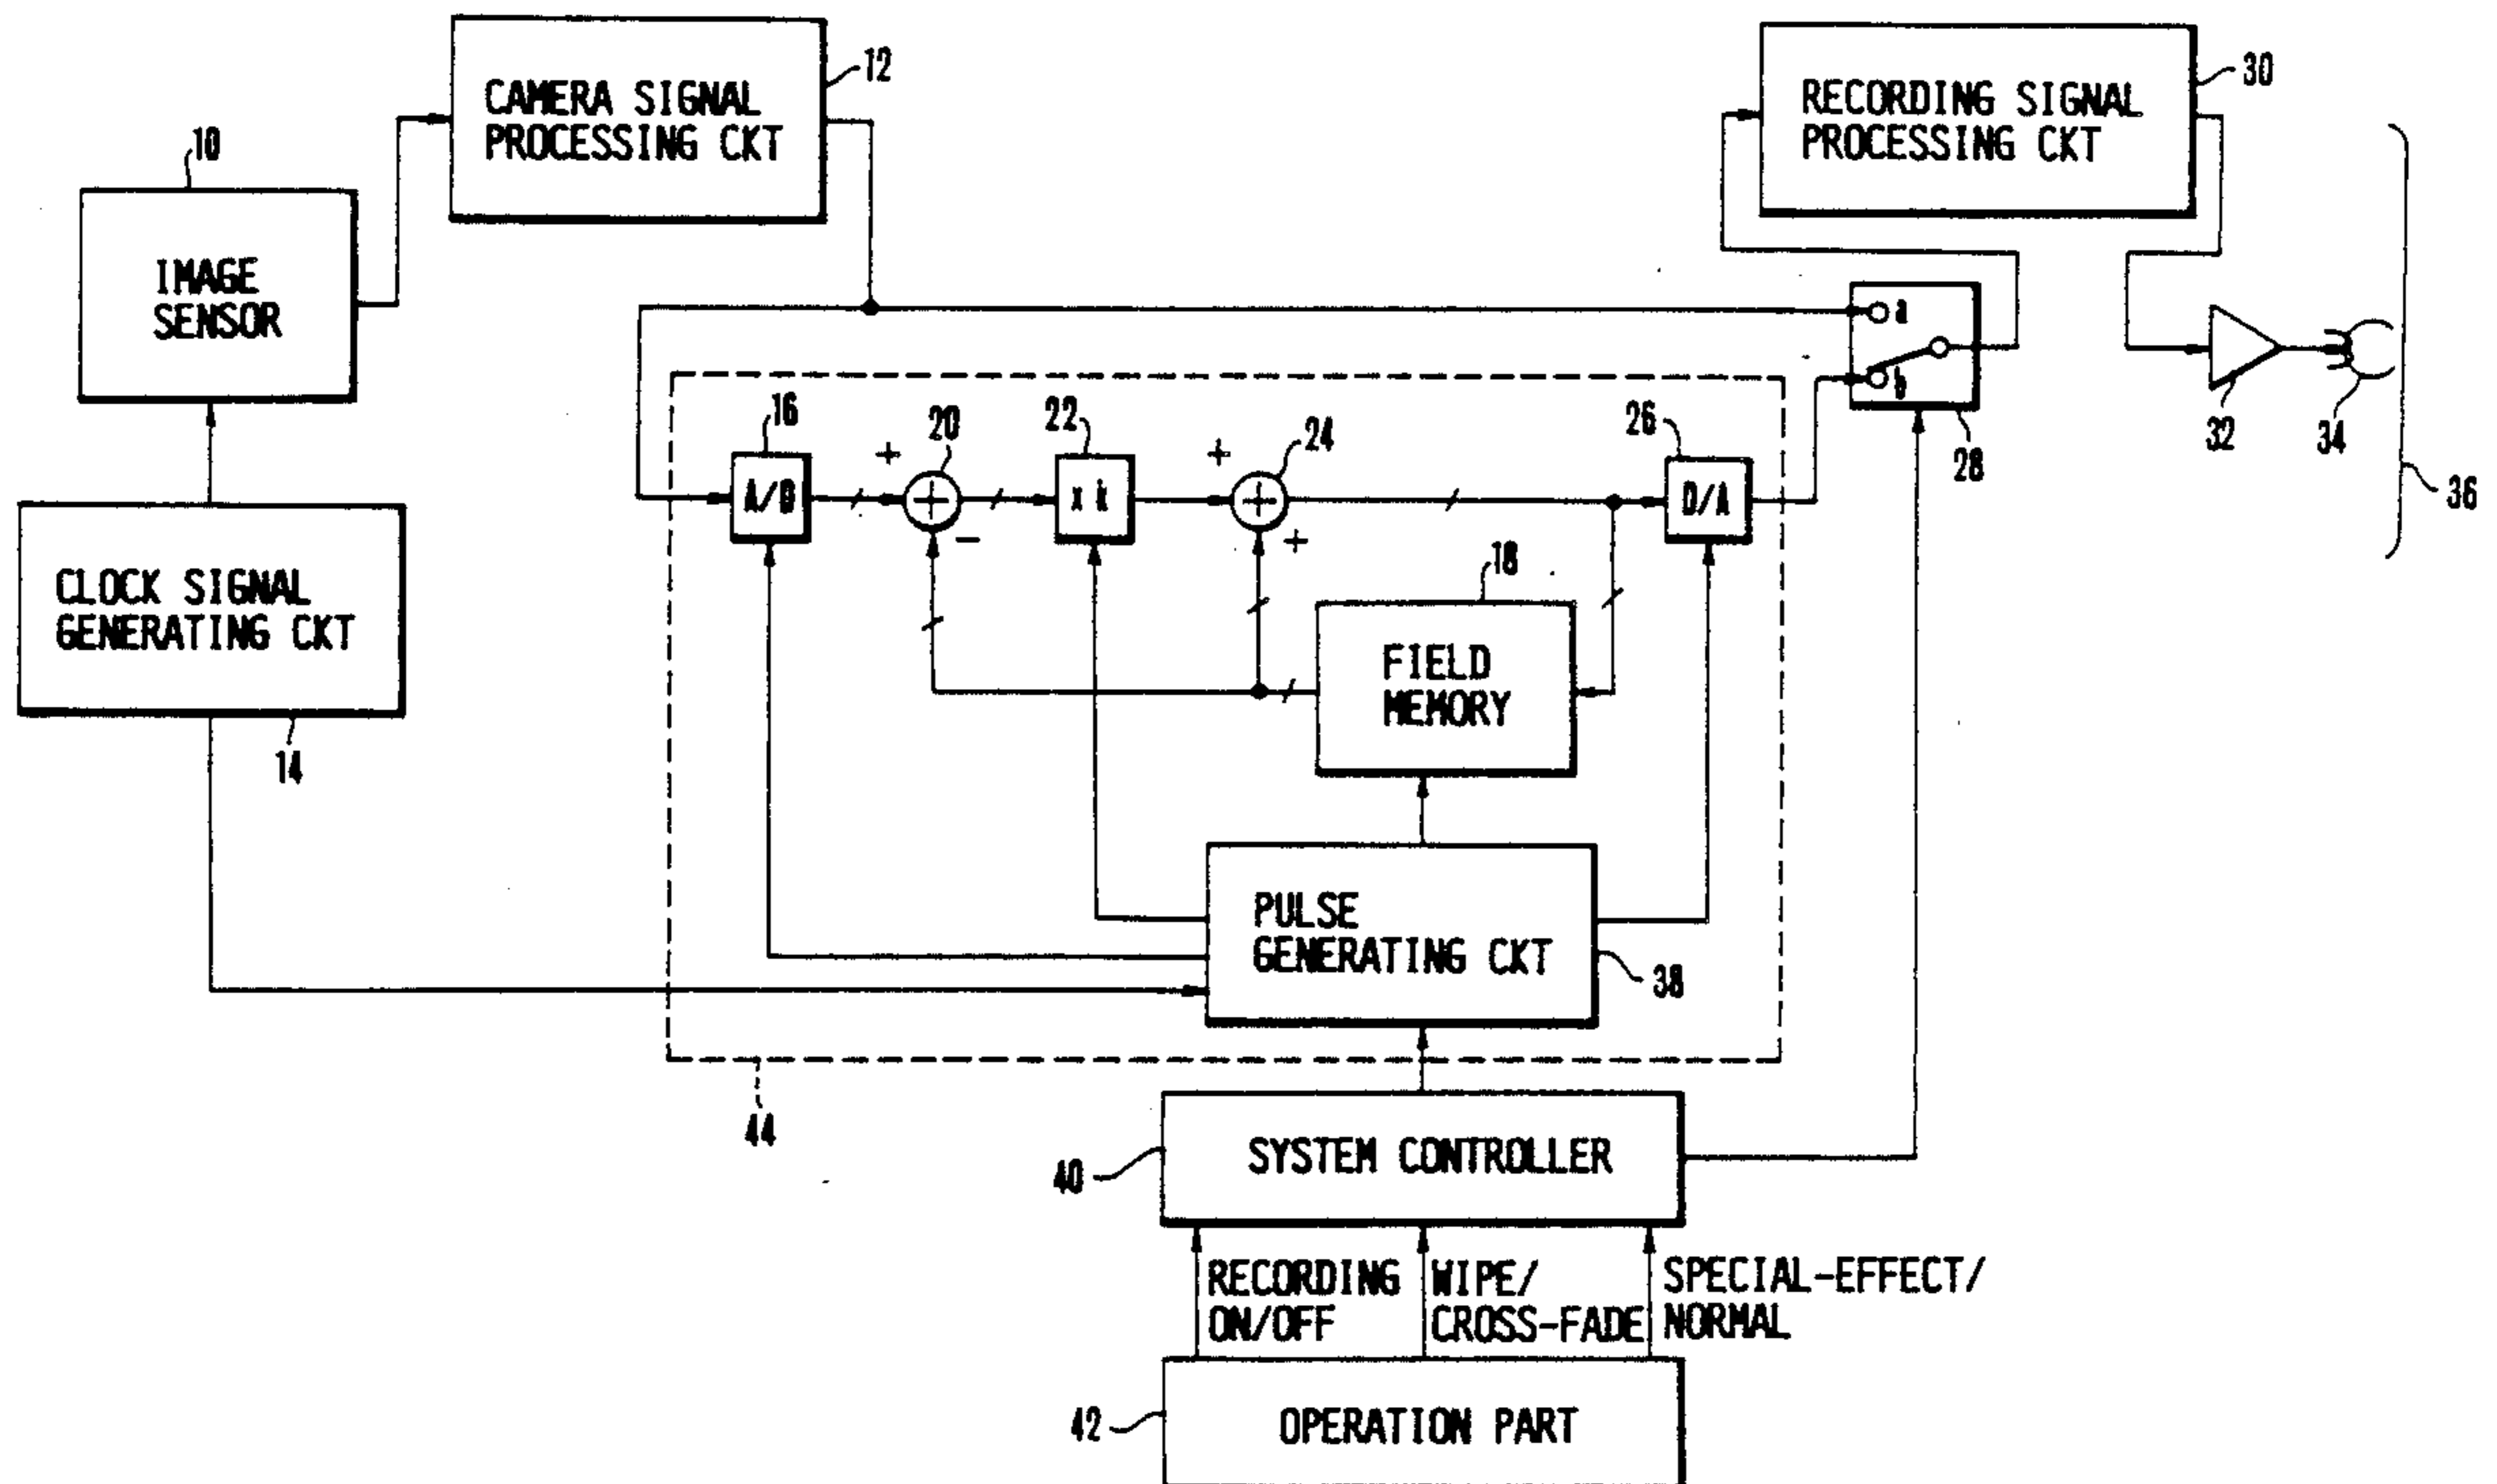 12
CAMERA SIGNAL
PROCESSING CKT
30
RECORDING SIGNAL
PROCESSING CKT
10
IMAGE
SENSOR
a
b
28
32
34
36
16
A/D
+
20
−
22
x k
+
24
+
26
D/A
18
FIELD
MEMORY
CLOCK SIGNAL
GENERATING CKT
14
PULSE
GENERATING CKT
38
44
40
SYSTEM CONTROLLER
RECORDING
ON/OFF
WIPE/
CROSS-FADE
SPECIAL-EFFECT/
NORMAL
42
OPERATION PART